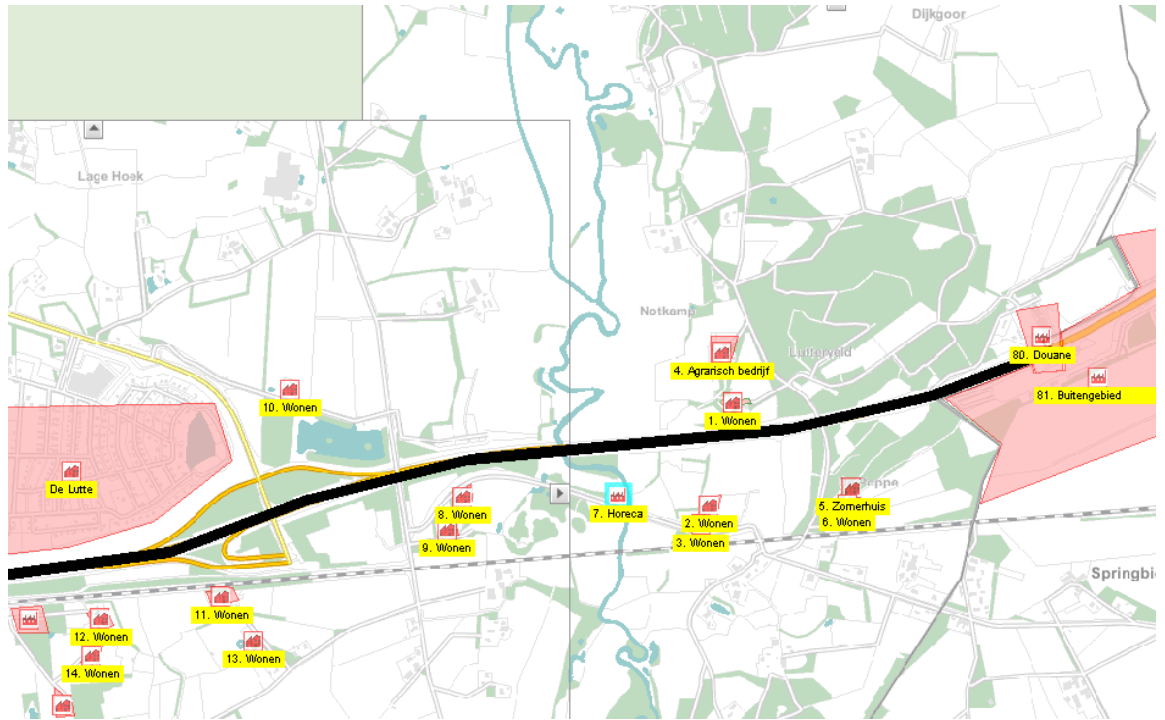 Dijkgoor
Lage Hoek
Notkamp
Luiterveld
80. Douane
4. Agrarisch bedrijf
81. Buitengebied
10. Wonen
1. Wonen
De Lutte
8. Wonen
7. Horeca
2. Wonen
5. Zomerhuis
6. Wonen
9. Wonen
3. Wonen
11. Wonen
12. Wonen
13. Wonen
14. Wonen